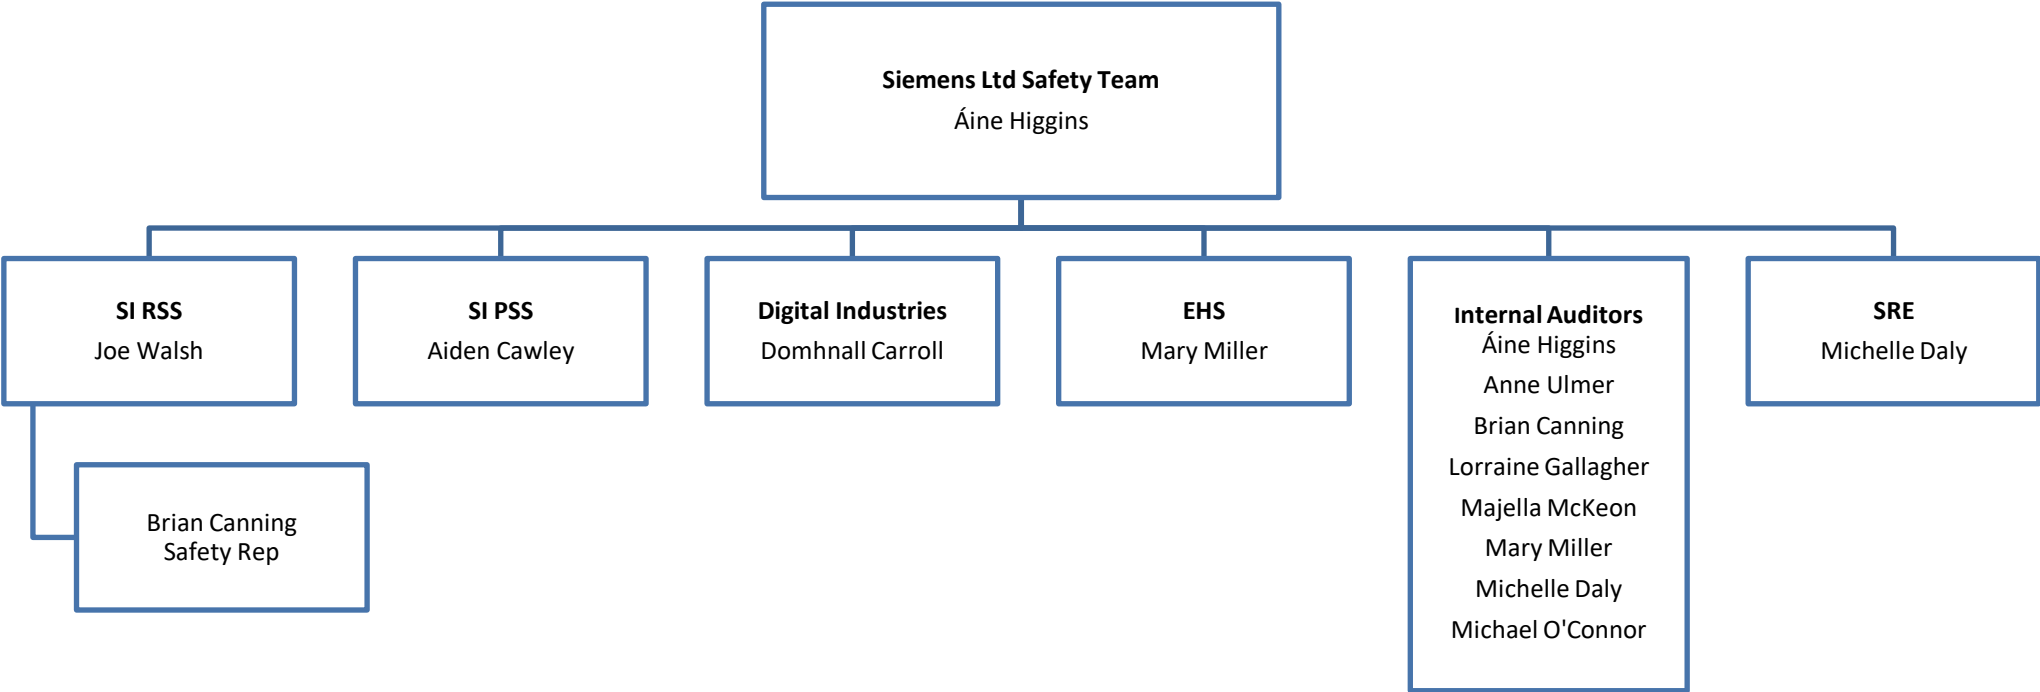 Siemens Ltd Safety Team
Áine Higgins
SI RSS
Joe Walsh
SI PSS
Aiden Cawley
Digital Industries
Domhnall Carroll
EHS
Mary Miller
Internal Auditors
Áine Higgins
Anne Ulmer
Brian Canning
Lorraine Gallagher
Majella McKeon
Mary Miller
Michelle Daly
Michael O'Connor
SRE
Michelle Daly
Brian Canning
Safety Rep